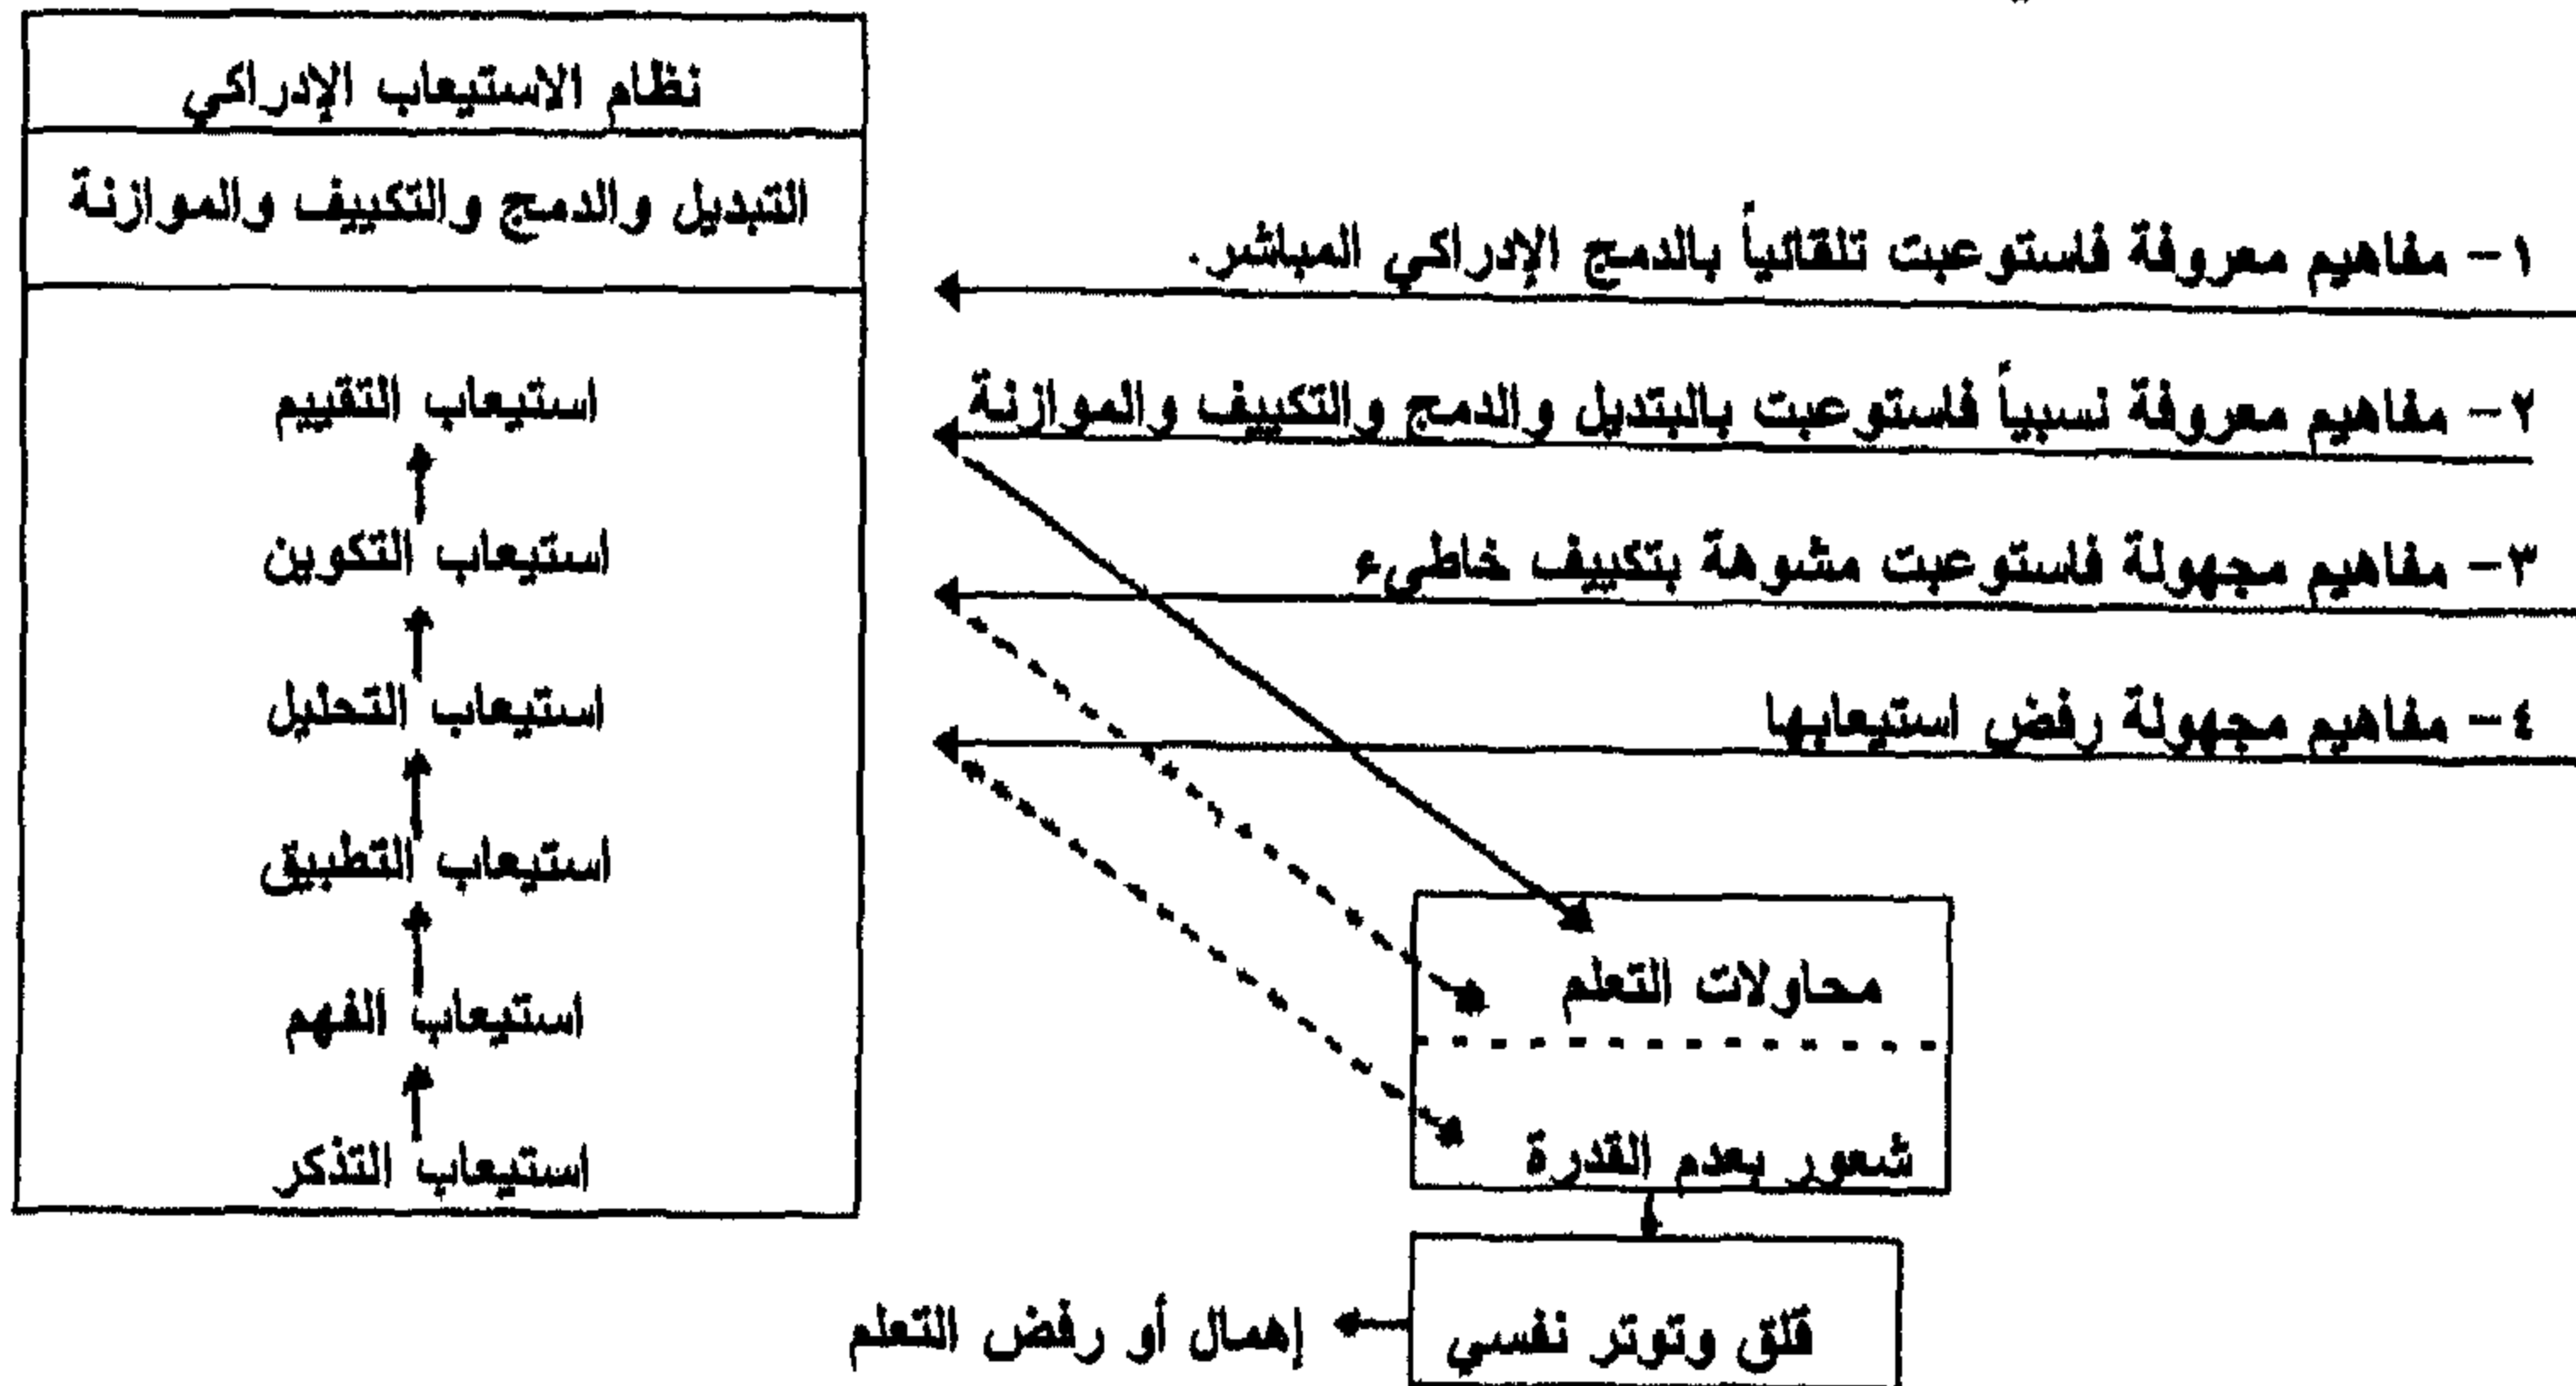 نظام الاستيعاب الإدراكي
التبديل والدمج والتكييف والموازنة
استيعاب التقييم
استيعاب التكوين
استيعاب التحليل
استيعاب التطبيق
استيعاب الفهم
استيعاب التذكر
١- مفاهيم معروفة فاستوعبت تلقائياً بالدمج الإدراكي المباشر.
٢- مفاهيم معروفة نسبياً فاستوعبت بالبتديل والدمج والتكييف والموازنة
٣- مفاهيم مجهولة فاستوعبت مشوهة بتكييف خاطيء
٤- مفاهيم مجهولة رفض استيعابها
محاولات التعلم
شعور بعدم القدرة
قلق وتوتر نفسي
إهمال أو رفض التعلم